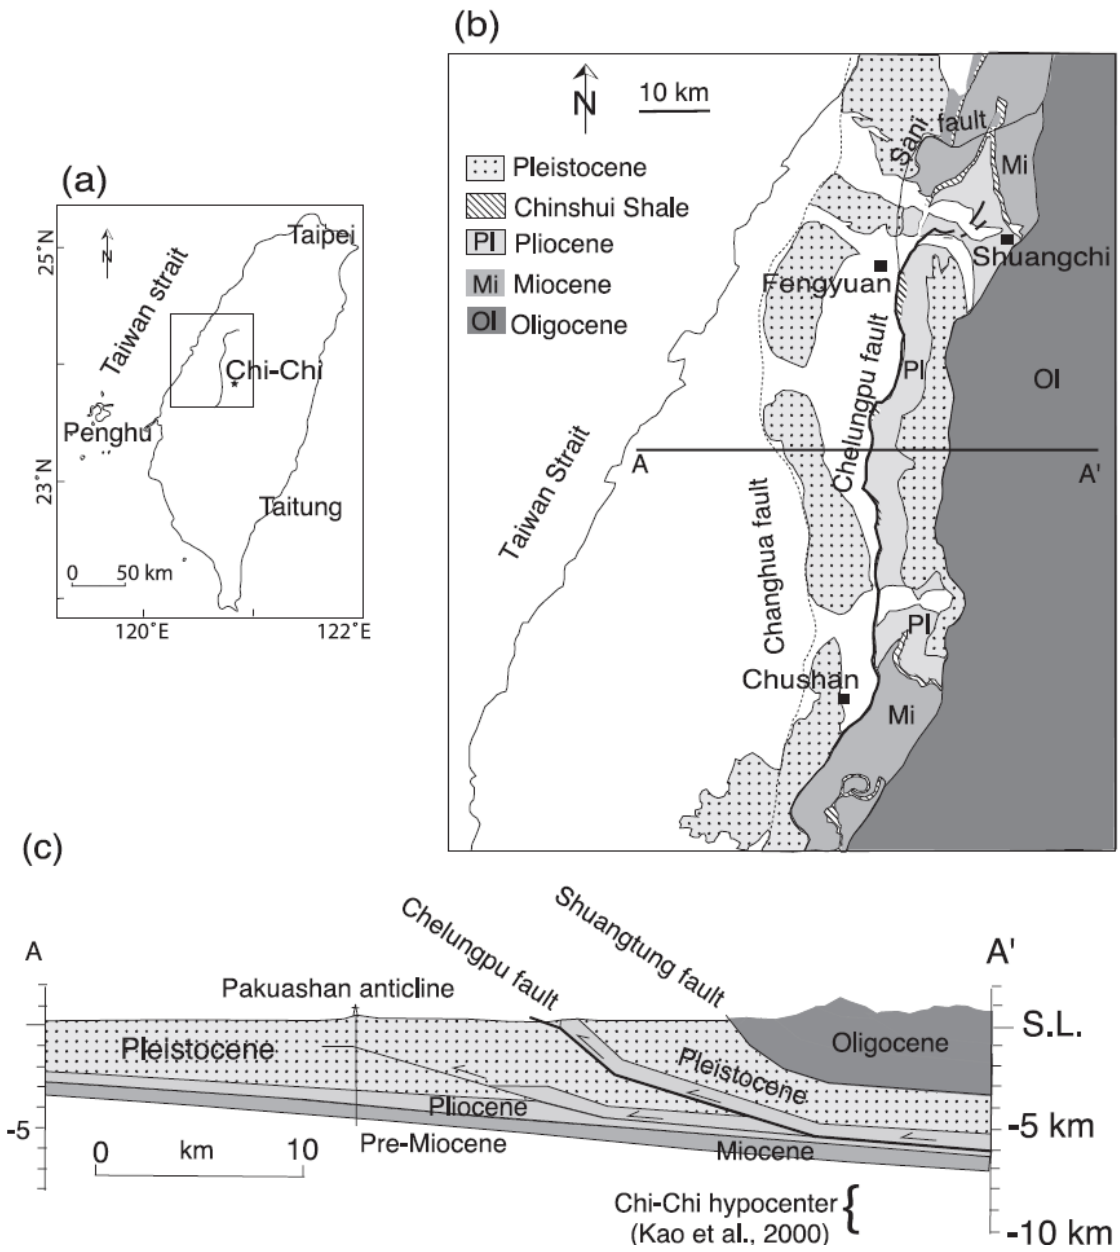 (a)
25˚N
23˚N
N
Taiwan strait
Taipei
Chi-Chi
Penghu
Taitung
0 50 km
120˚E
122˚E
(b)
N
10 km
Pleistocene
Chinshui Shale
Pl Pliocene
Mi Miocene
Ol Oligocene
Sani fault
Mi
Shuangchi
Fengyuan
Chelungpu fault
Pl
Ol
A
A'
Taiwan Strait
Changhua fault
Pl
Chushan
Mi
(c)
A
A'
Chelungpu fault
Shuangtung fault
Pakuashan anticline
S.L.
Pleistocene
Oligocene
Pleistocene
Pliocene
-5
-5 km
0 km 10
Pre-Miocene
Miocene
Chi-Chi hypocenter
(Kao et al., 2000)
-10 km